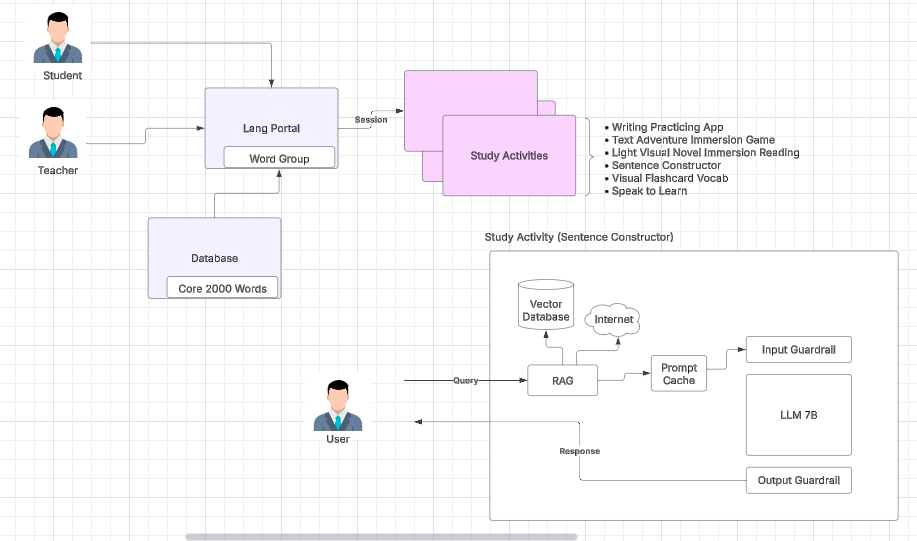 Student
Teacher
Lang Portal
Word Group
Session
Study Activities
▪ Writing Practicing App
▪ Text Adventure Immersion Game
▪ Light Visual Novel Immersion Reading
▪ Sentence Constructor
▪ Visual Flashcard Vocab
▪ Speak to Learn
Database
Core 2000 Words
Study Activity (Sentence Constructor)
Vector
Database
Internet
Input Guardrail
Prompt
Cache
Query
RAG
LLM 7B
User
Response
Output Guardrail